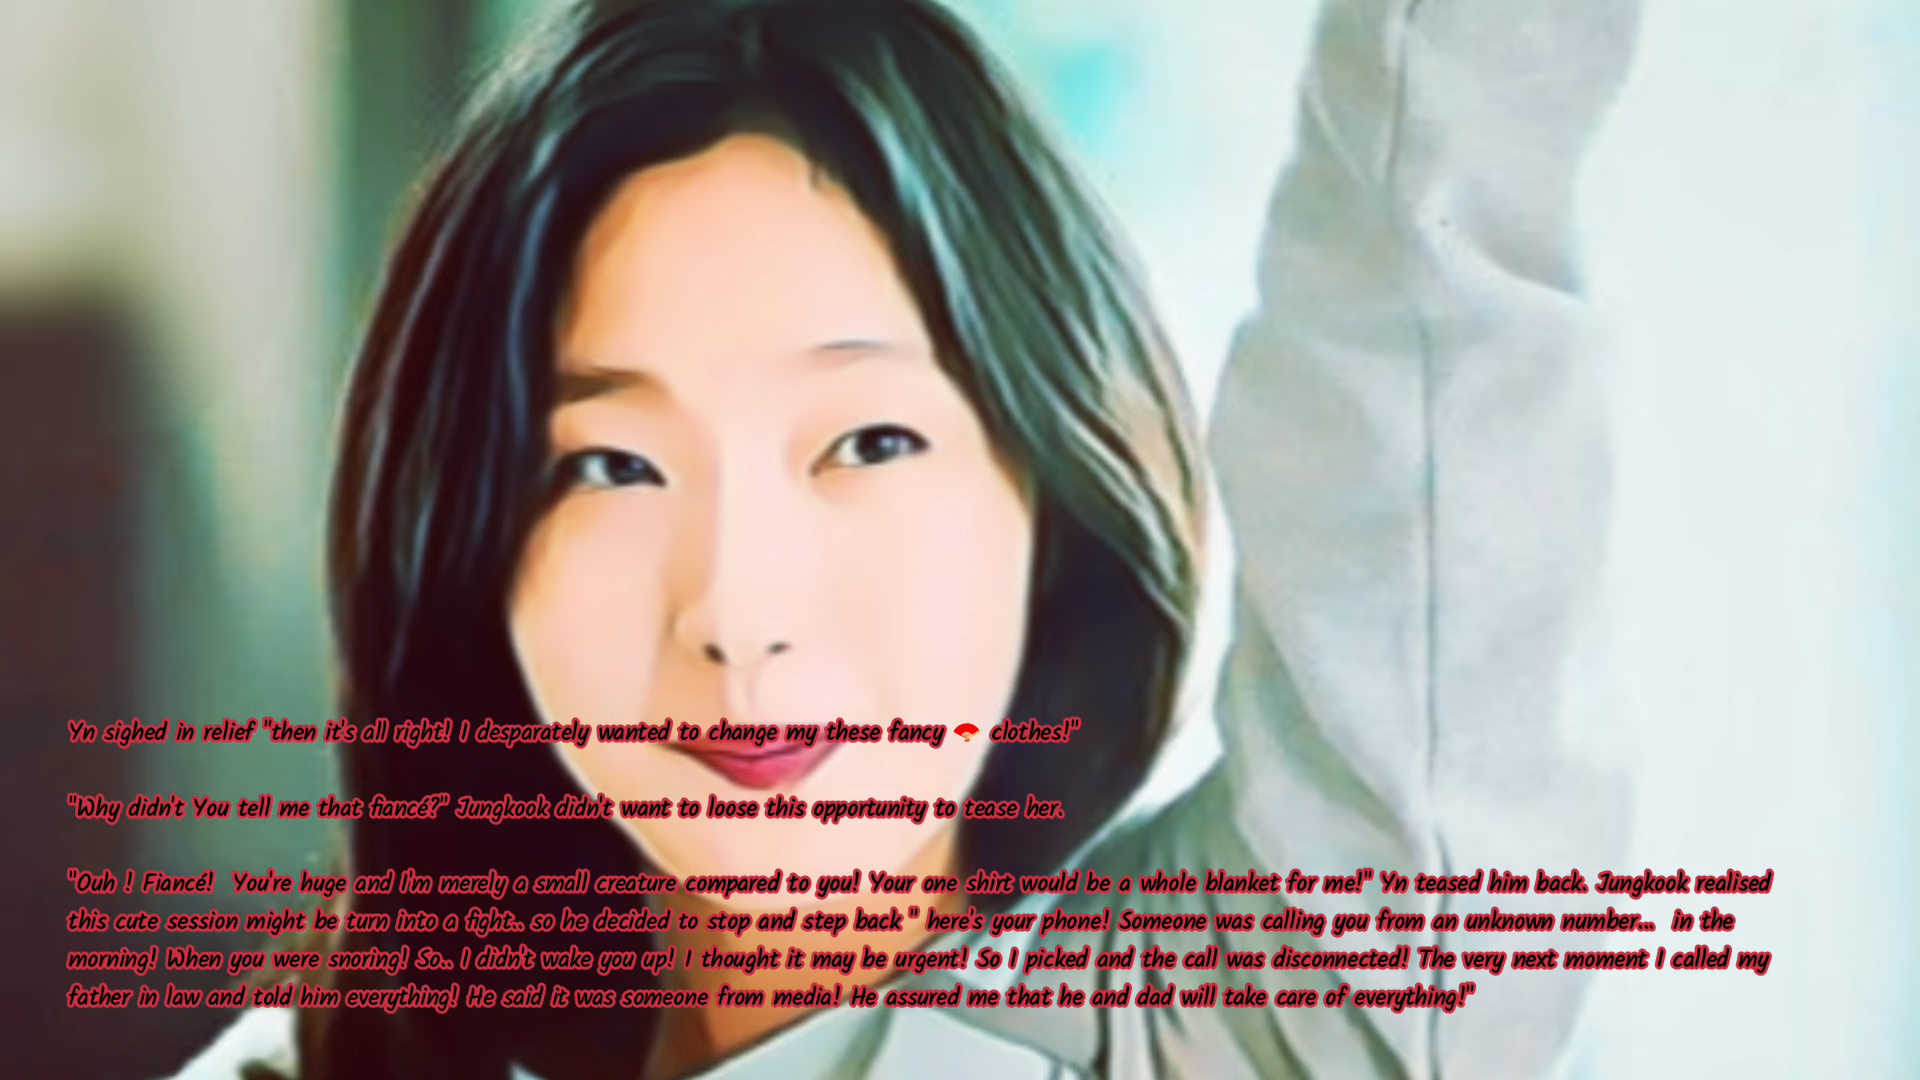 Yn sighed in relief "then it's all right! I desparately wanted to change my these fancy 🪭 clothes!"
"Why didn't You tell me that fiancé?" Jungkook didn't want to loose this opportunity to tease her.
"Ouh ! Fiancé!  You're huge and I'm merely a small creature compared to you! Your one shirt would be a whole blanket for me!" Yn teased him back. Jungkook realised
this cute session might be turn into a fight.. so he decided to stop and step back " here's your phone! Someone was calling you from an unknown number...  in the
morning! When you were snoring! So.. I didn't wake you up! I thought it may be urgent! So I picked and the call was disconnected! The very next moment I called my
father in law and told him everything! He said it was someone from media! He assured me that he and dad will take care of everything!"